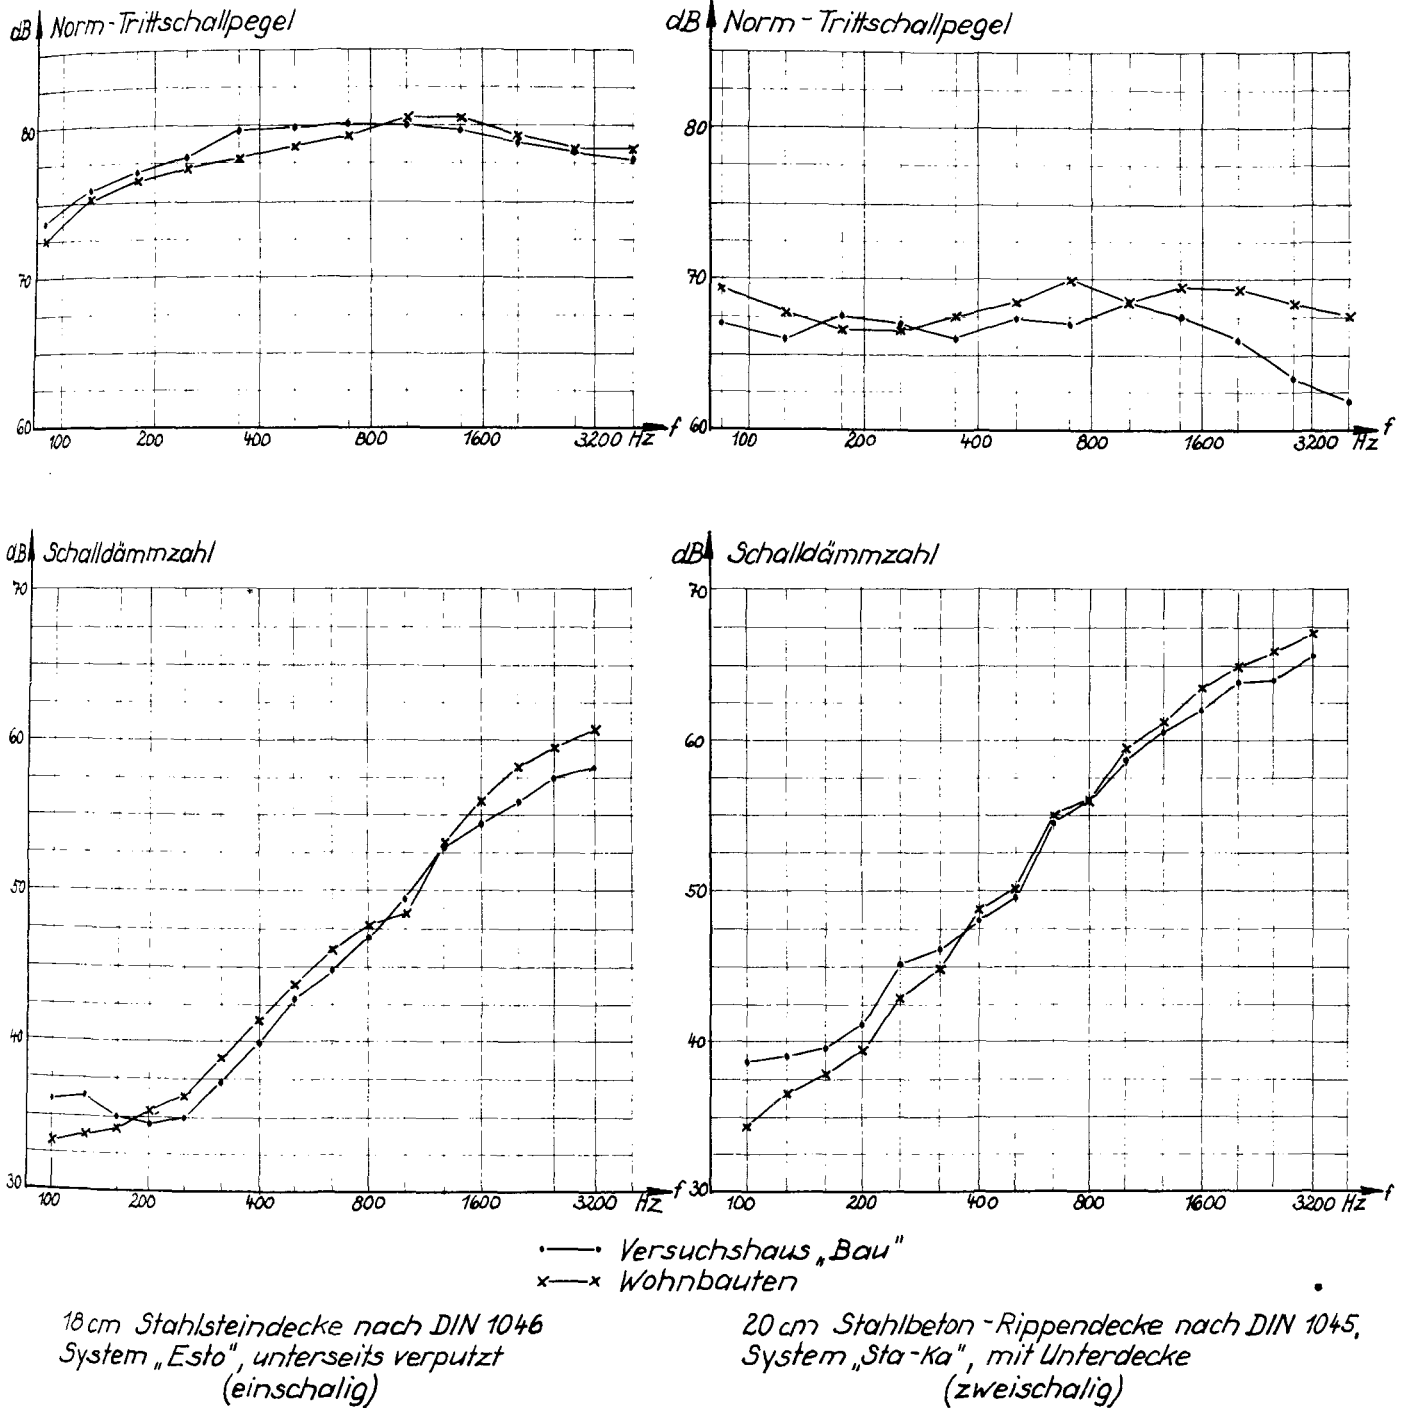 dB Norm-Trittschallpegel
80
70
60
100 200 400 800 1600 3200 Hz f
dB Norm-Trittschallpegel
80
70
60
100 200 400 800 1600 3200 Hz f
dB Schalldämmzahl
70
60
50
40
30
100 200 400 800 1600 3200 Hz f
dB Schalldämmzahl
70
60
50
40
30
100 200 400 800 1600 3200 Hz f
Versuchshaus „Bau"
Wohnbauten
18 cm Stahlsteindecke nach DIN 1046
System „Esto", unterseits verputzt
(einschalig)
20 cm Stahlbeton-Rippendecke nach DIN 1045,
System „Sta-Ka", mit Unterdecke
(zweischalig)